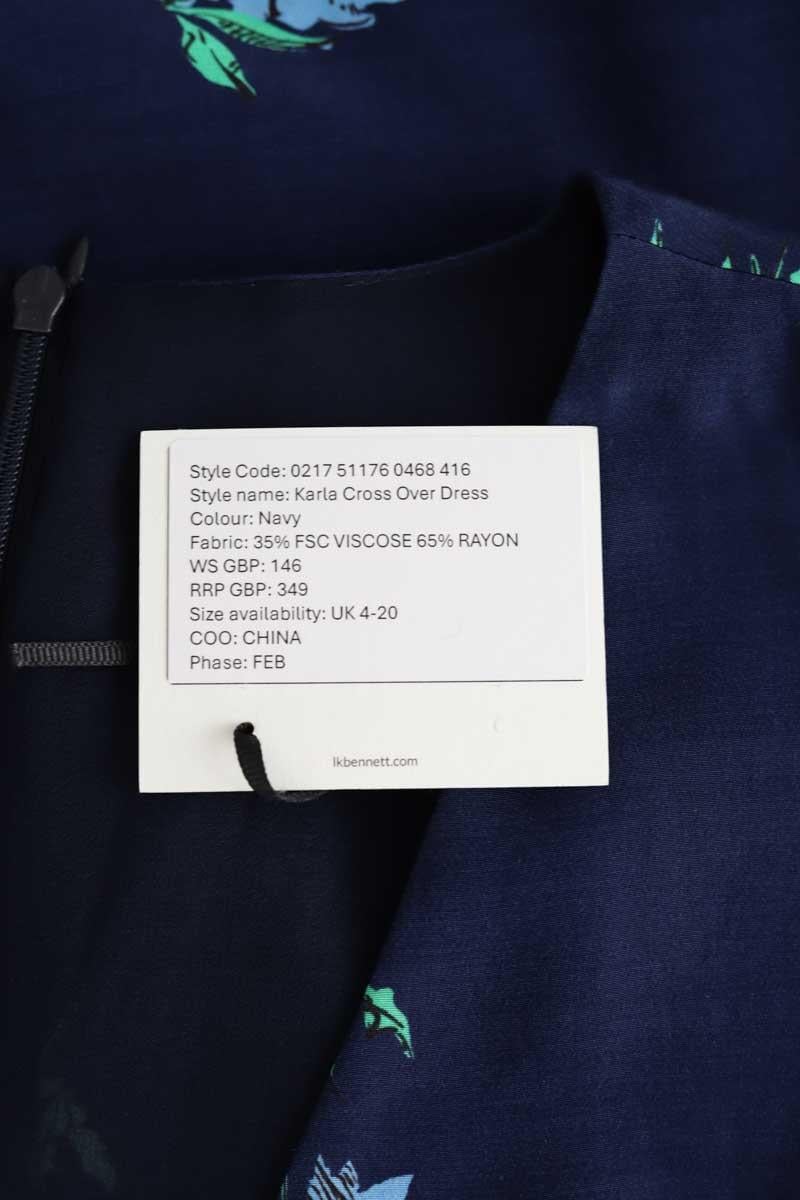 Style Code: 0217 51176 0468 416
Style name: Karla Cross Over Dress
Colour: Navy
Fabric: 35% FSC VISCOSE 65% RAYON
WS GBP: 146
RRP GBP: 349
Size availability: UK 4-20
COO: CHINA
Phase: FEB
lkbennett.com